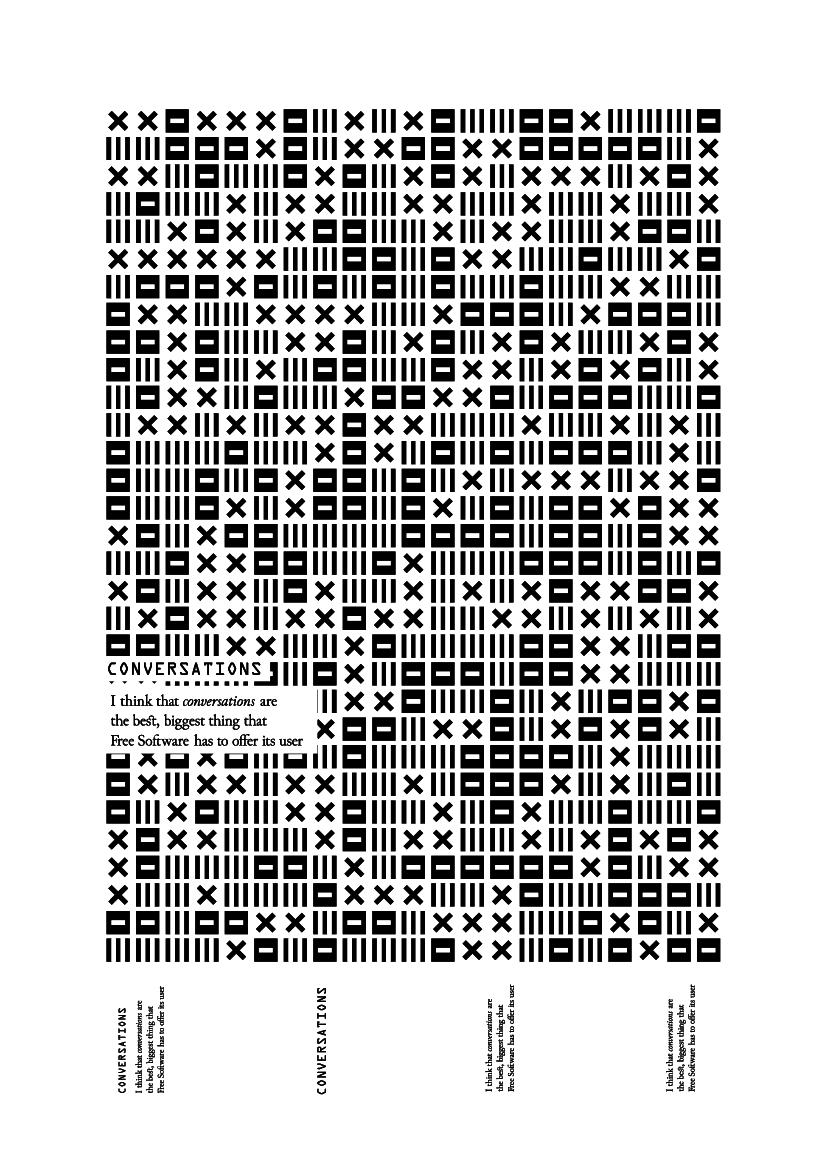 CONVERSATIONS
I think that conversations are
the best, biggest thing that
Free Software has to offer its user
CONVERSATIONS
I think that conversations are
the best, biggest thing that
Free Software has to offer its user
CONVERSATIONS
I think that conversations are
the best, biggest thing that
Free Software has to offer its user
I think that conversations are
the best, biggest thing that
Free Software has to offer its user